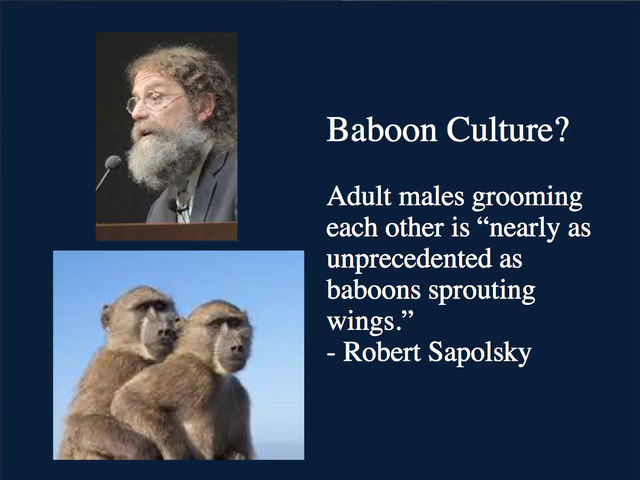 Baboon Culture?
Adult males grooming
each other is “nearly as
unprecedented as
baboons sprouting
wings.”
- Robert Sapolsky